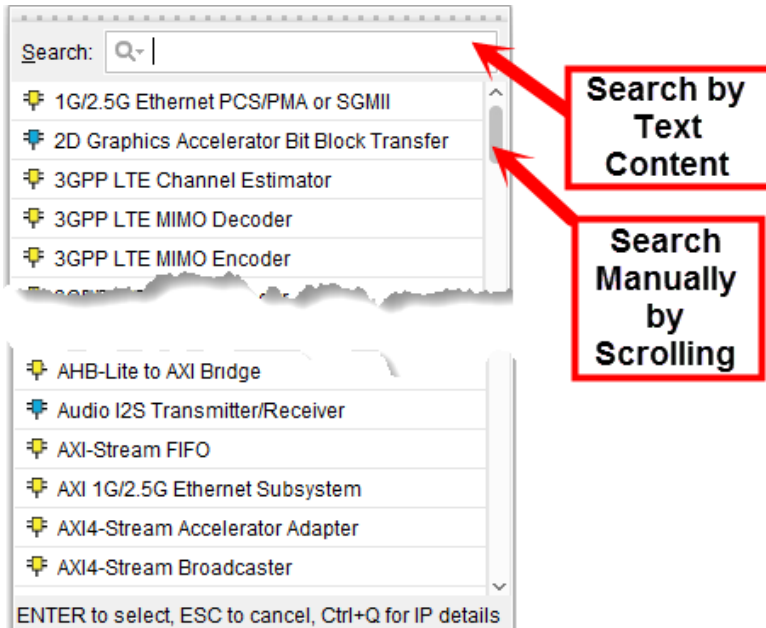 Search:
1G/2.5G Ethernet PCS/PMA or SGMII
2D Graphics Accelerator Bit Block Transfer
3GPP LTE Channel Estimator
3GPP LTE MIMO Decoder
3GPP LTE MIMO Encoder
AHB-Lite to AXI Bridge
Audio I2S Transmitter/Receiver
AXI-Stream FIFO
AXI 1G/2.5G Ethernet Subsystem
AXI4-Stream Accelerator Adapter
AXI4-Stream Broadcaster
ENTER to select, ESC to cancel, Ctrl+Q for IP details
Search by
Text
Content
Search
Manually
by
Scrolling